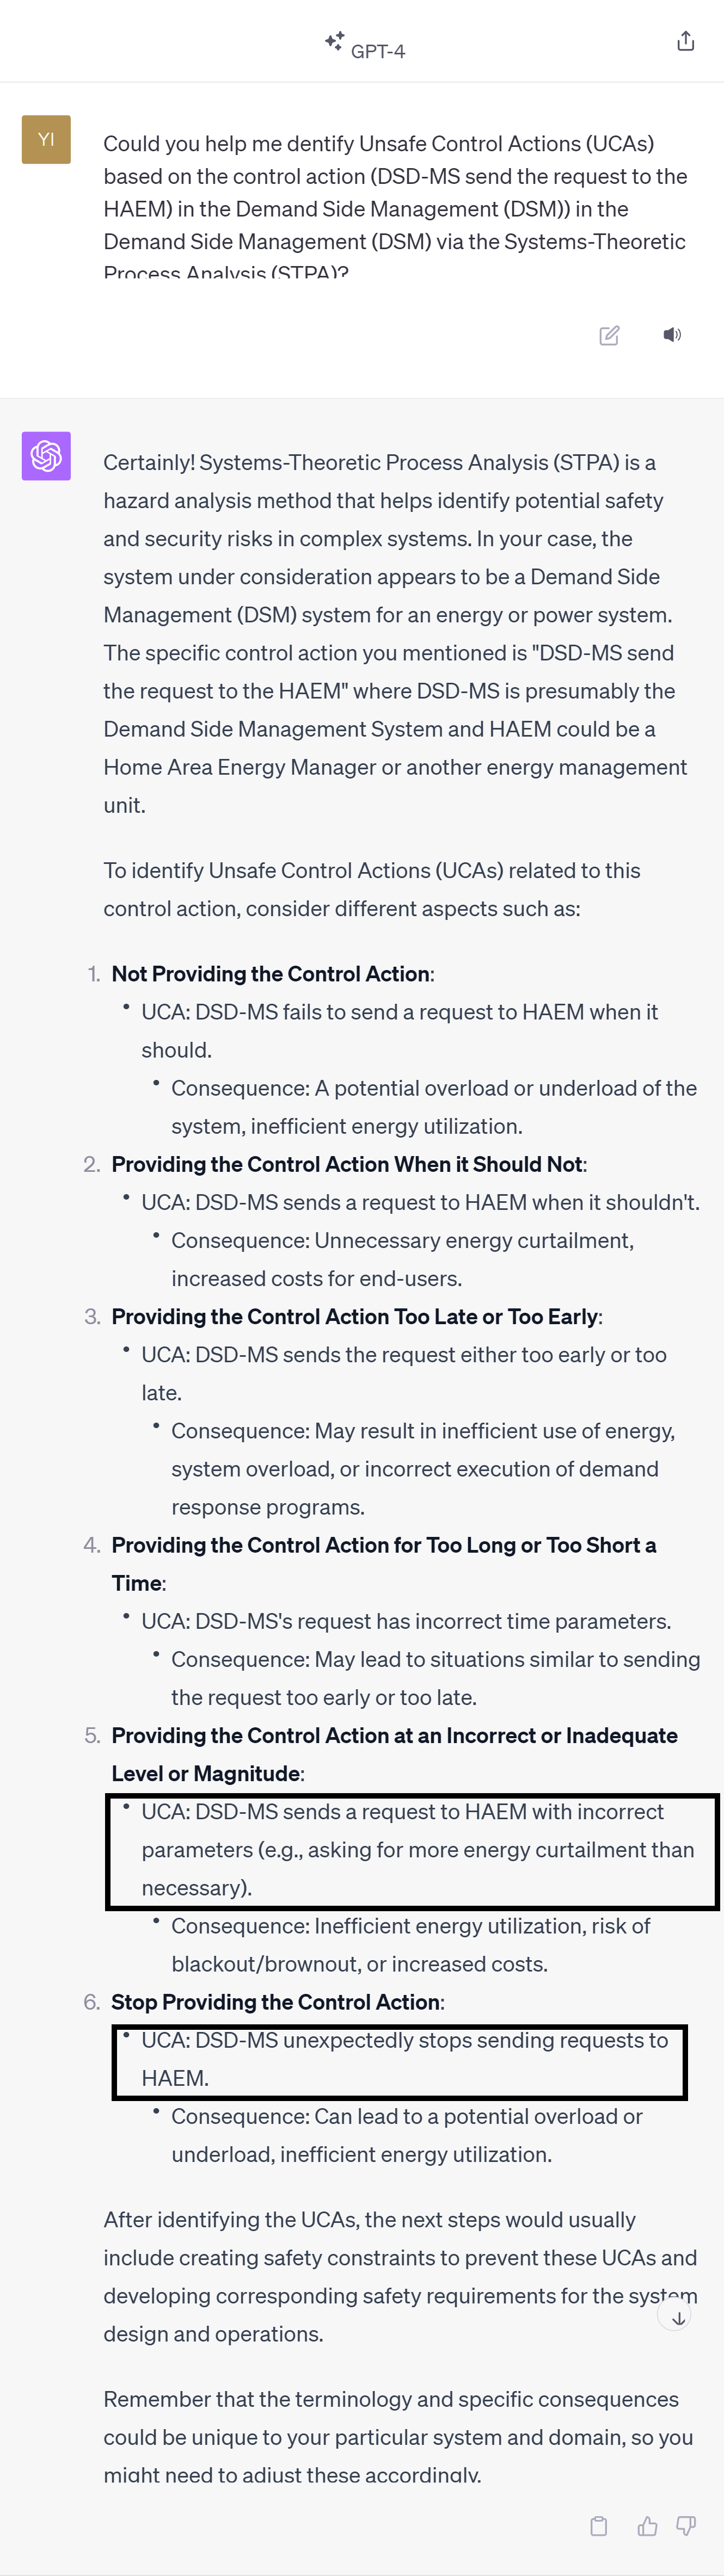 GPT-4
YI
Could you help me dentify Unsafe Control Actions (UCAs)
based on the control action (DSD-MS send the request to the
HAEM) in the Demand Side Management (DSM)) in the
Demand Side Management (DSM) via the Systems-Theoretic
Process Analysis (STPA)?
Certainly! Systems-Theoretic Process Analysis (STPA) is a
hazard analysis method that helps identify potential safety
and security risks in complex systems. In your case, the
system under consideration appears to be a Demand Side
Management (DSM) system for an energy or power system.
The specific control action you mentioned is "DSD-MS send
the request to the HAEM" where DSD-MS is presumably the
Demand Side Management System and HAEM could be a
Home Area Energy Manager or another energy management
unit.
To identify Unsafe Control Actions (UCAs) related to this
control action, consider different aspects such as:
1. Not Providing the Control Action:
• UCA: DSD-MS fails to send a request to HAEM when it
should.
• Consequence: A potential overload or underload of the
system, inefficient energy utilization.
2. Providing the Control Action When it Should Not:
• UCA: DSD-MS sends a request to HAEM when it shouldn't.
• Consequence: Unnecessary energy curtailment,
increased costs for end-users.
3. Providing the Control Action Too Late or Too Early:
• UCA: DSD-MS sends the request either too early or too
late.
• Consequence: May result in inefficient use of energy,
system overload, or incorrect execution of demand
response programs.
4. Providing the Control Action for Too Long or Too Short a
Time:
• UCA: DSD-MS's request has incorrect time parameters.
• Consequence: May lead to situations similar to sending
the request too early or too late.
5. Providing the Control Action at an Incorrect or Inadequate
Level or Magnitude:
• UCA: DSD-MS sends a request to HAEM with incorrect
parameters (e.g., asking for more energy curtailment than
necessary).
• Consequence: Inefficient energy utilization, risk of
blackout/brownout, or increased costs.
6. Stop Providing the Control Action:
• UCA: DSD-MS unexpectedly stops sending requests to
HAEM.
• Consequence: Can lead to a potential overload or
underload, inefficient energy utilization.
After identifying the UCAs, the next steps would usually
include creating safety constraints to prevent these UCAs and
developing corresponding safety requirements for the system
design and operations.
Remember that the terminology and specific consequences
could be unique to your particular system and domain, so you
might need to adjust these accordingly.